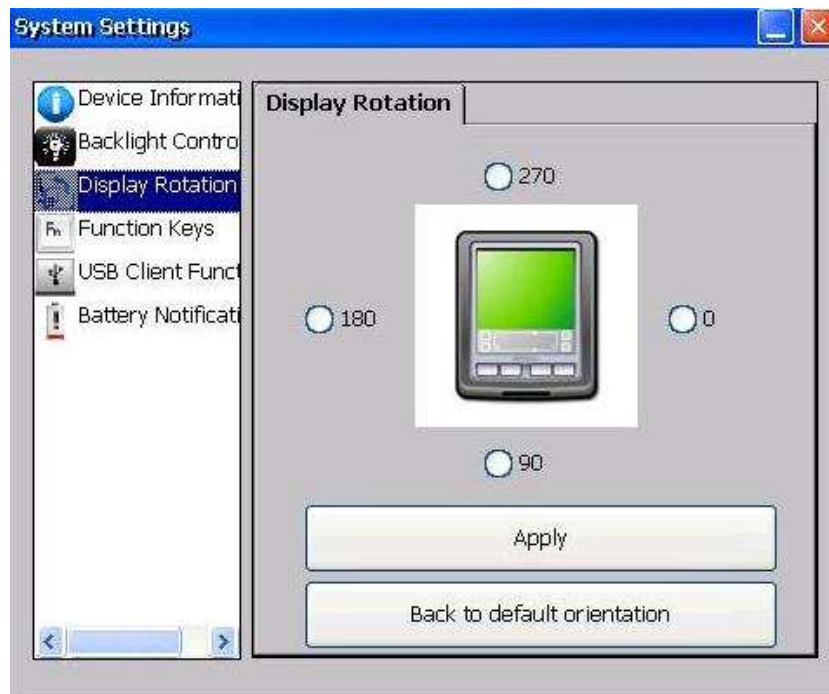 System Settings
Device Informati
Backlight Contro
Display Rotation
Fn Function Keys
USB Client Funct
Battery Notificati
Display Rotation
270
180
0
90
Apply
Back to default orientation